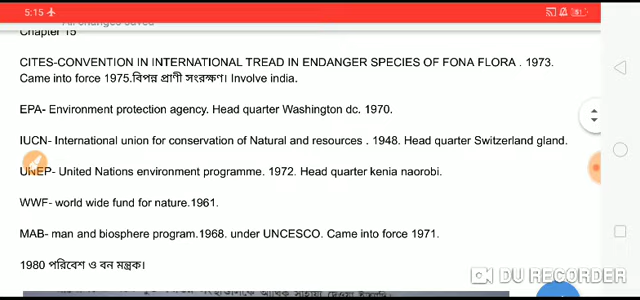 5:15
All changes saved
51
Chapter 15
CITES-CONVENTION IN INTERNATIONAL TREAD IN ENDANGER SPECIES OF FONA FLORA . 1973.
Came into force 1975.বিপন্ন প্রাণী সংরক্ষণ। Involve india.
EPA- Environment protection agency. Head quarter Washington dc. 1970.
IUCN- International union for conservation of Natural and resources . 1948. Head quarter Switzerland gland.
UNEP- United Nations environment programme. 1972. Head quarter kenia naorobi.
WWF- world wide fund for nature.1961.
MAB- man and biosphere program.1968. under UNCESCO. Came into force 1971.
1980 পরিবেশ ও বন মন্ত্রক।
DU RECORDER